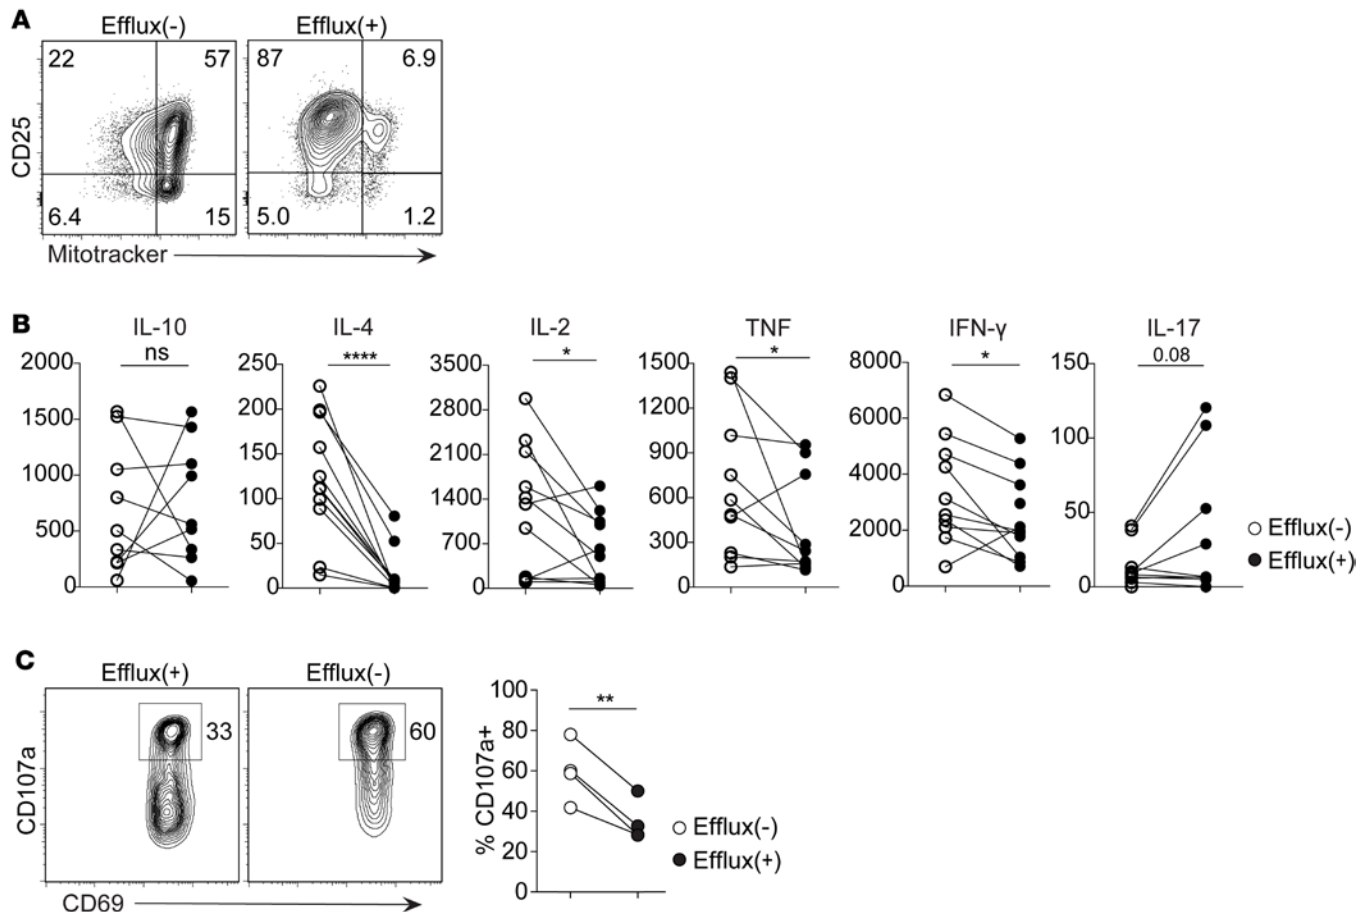 A
Efflux(-)
Efflux(+)
22
57
87
6.9
CD25
6.4
15
5.0
1.2
Mitotracker
B
IL-10
IL-4
IL-2
TNF
IFN-γ
IL-17
ns
****
*
*
*
0.08
2000
1500
1000
500
0
250
200
150
100
50
0
3500
2800
2100
1400
700
0
1500
1200
900
600
300
0
8000
6000
4000
2000
0
150
100
50
0
Efflux(-)
Efflux(+)
C
Efflux(+)
Efflux(-)
33
60
CD107a
CD69
% CD107a+
100
80
60
40
20
0
**
Efflux(-)
Efflux(+)